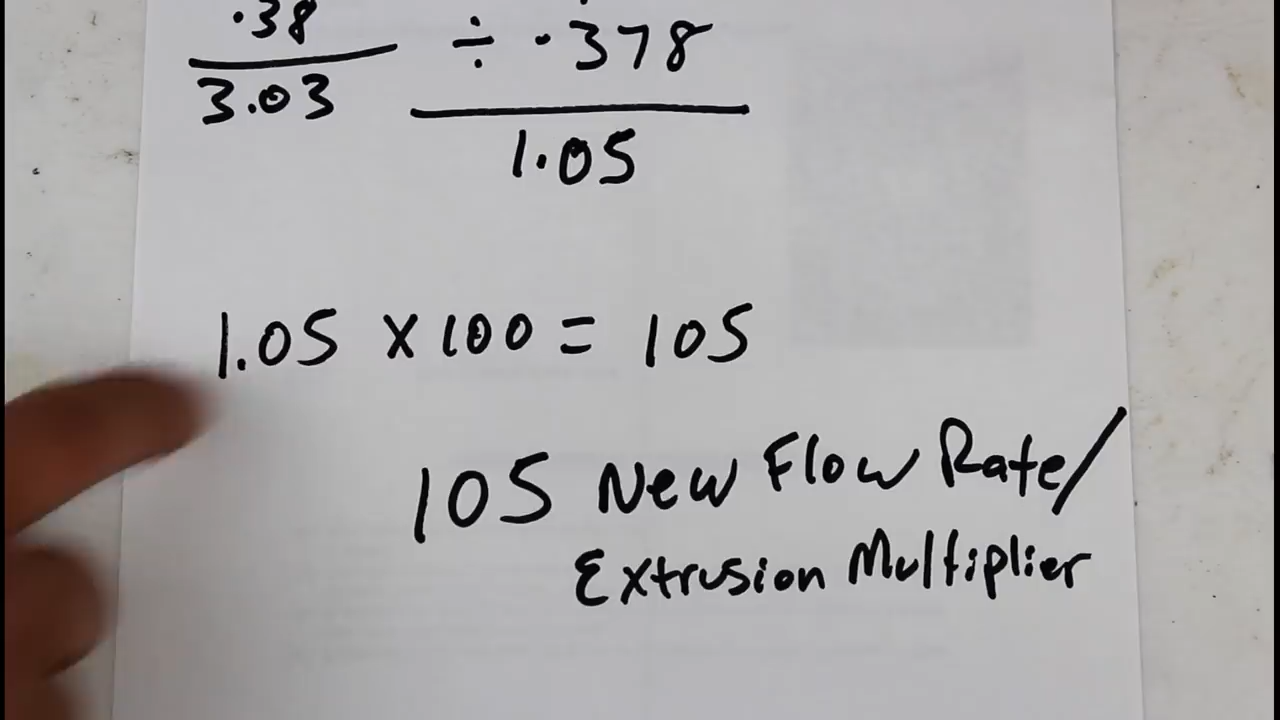 .38
3.03
÷ .378
1.05
1.05 x 100 = 105
105 New Flow Rate/
Extrusion Multiplier